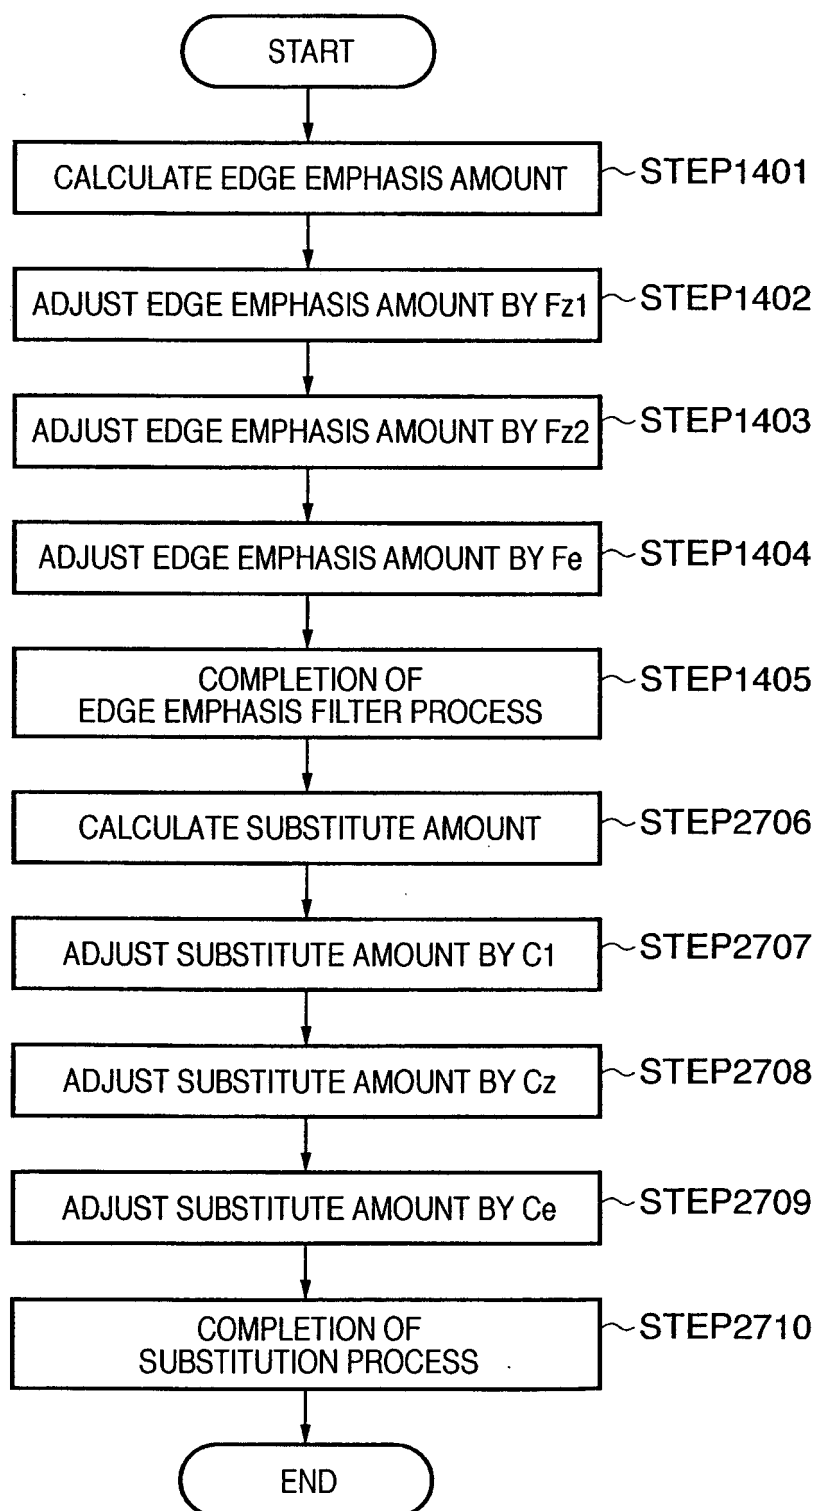 START
CALCULATE EDGE EMPHASIS AMOUNT
STEP1401
ADJUST EDGE EMPHASIS AMOUNT BY Fz1
STEP1402
ADJUST EDGE EMPHASIS AMOUNT BY Fz2
STEP1403
ADJUST EDGE EMPHASIS AMOUNT BY Fe
STEP1404
COMPLETION OF
EDGE EMPHASIS FILTER PROCESS
STEP1405
CALCULATE SUBSTITUTE AMOUNT
STEP2706
ADJUST SUBSTITUTE AMOUNT BY C1
STEP2707
ADJUST SUBSTITUTE AMOUNT BY Cz
STEP2708
ADJUST SUBSTITUTE AMOUNT BY Ce
STEP2709
COMPLETION OF
SUBSTITUTION PROCESS
STEP2710
END